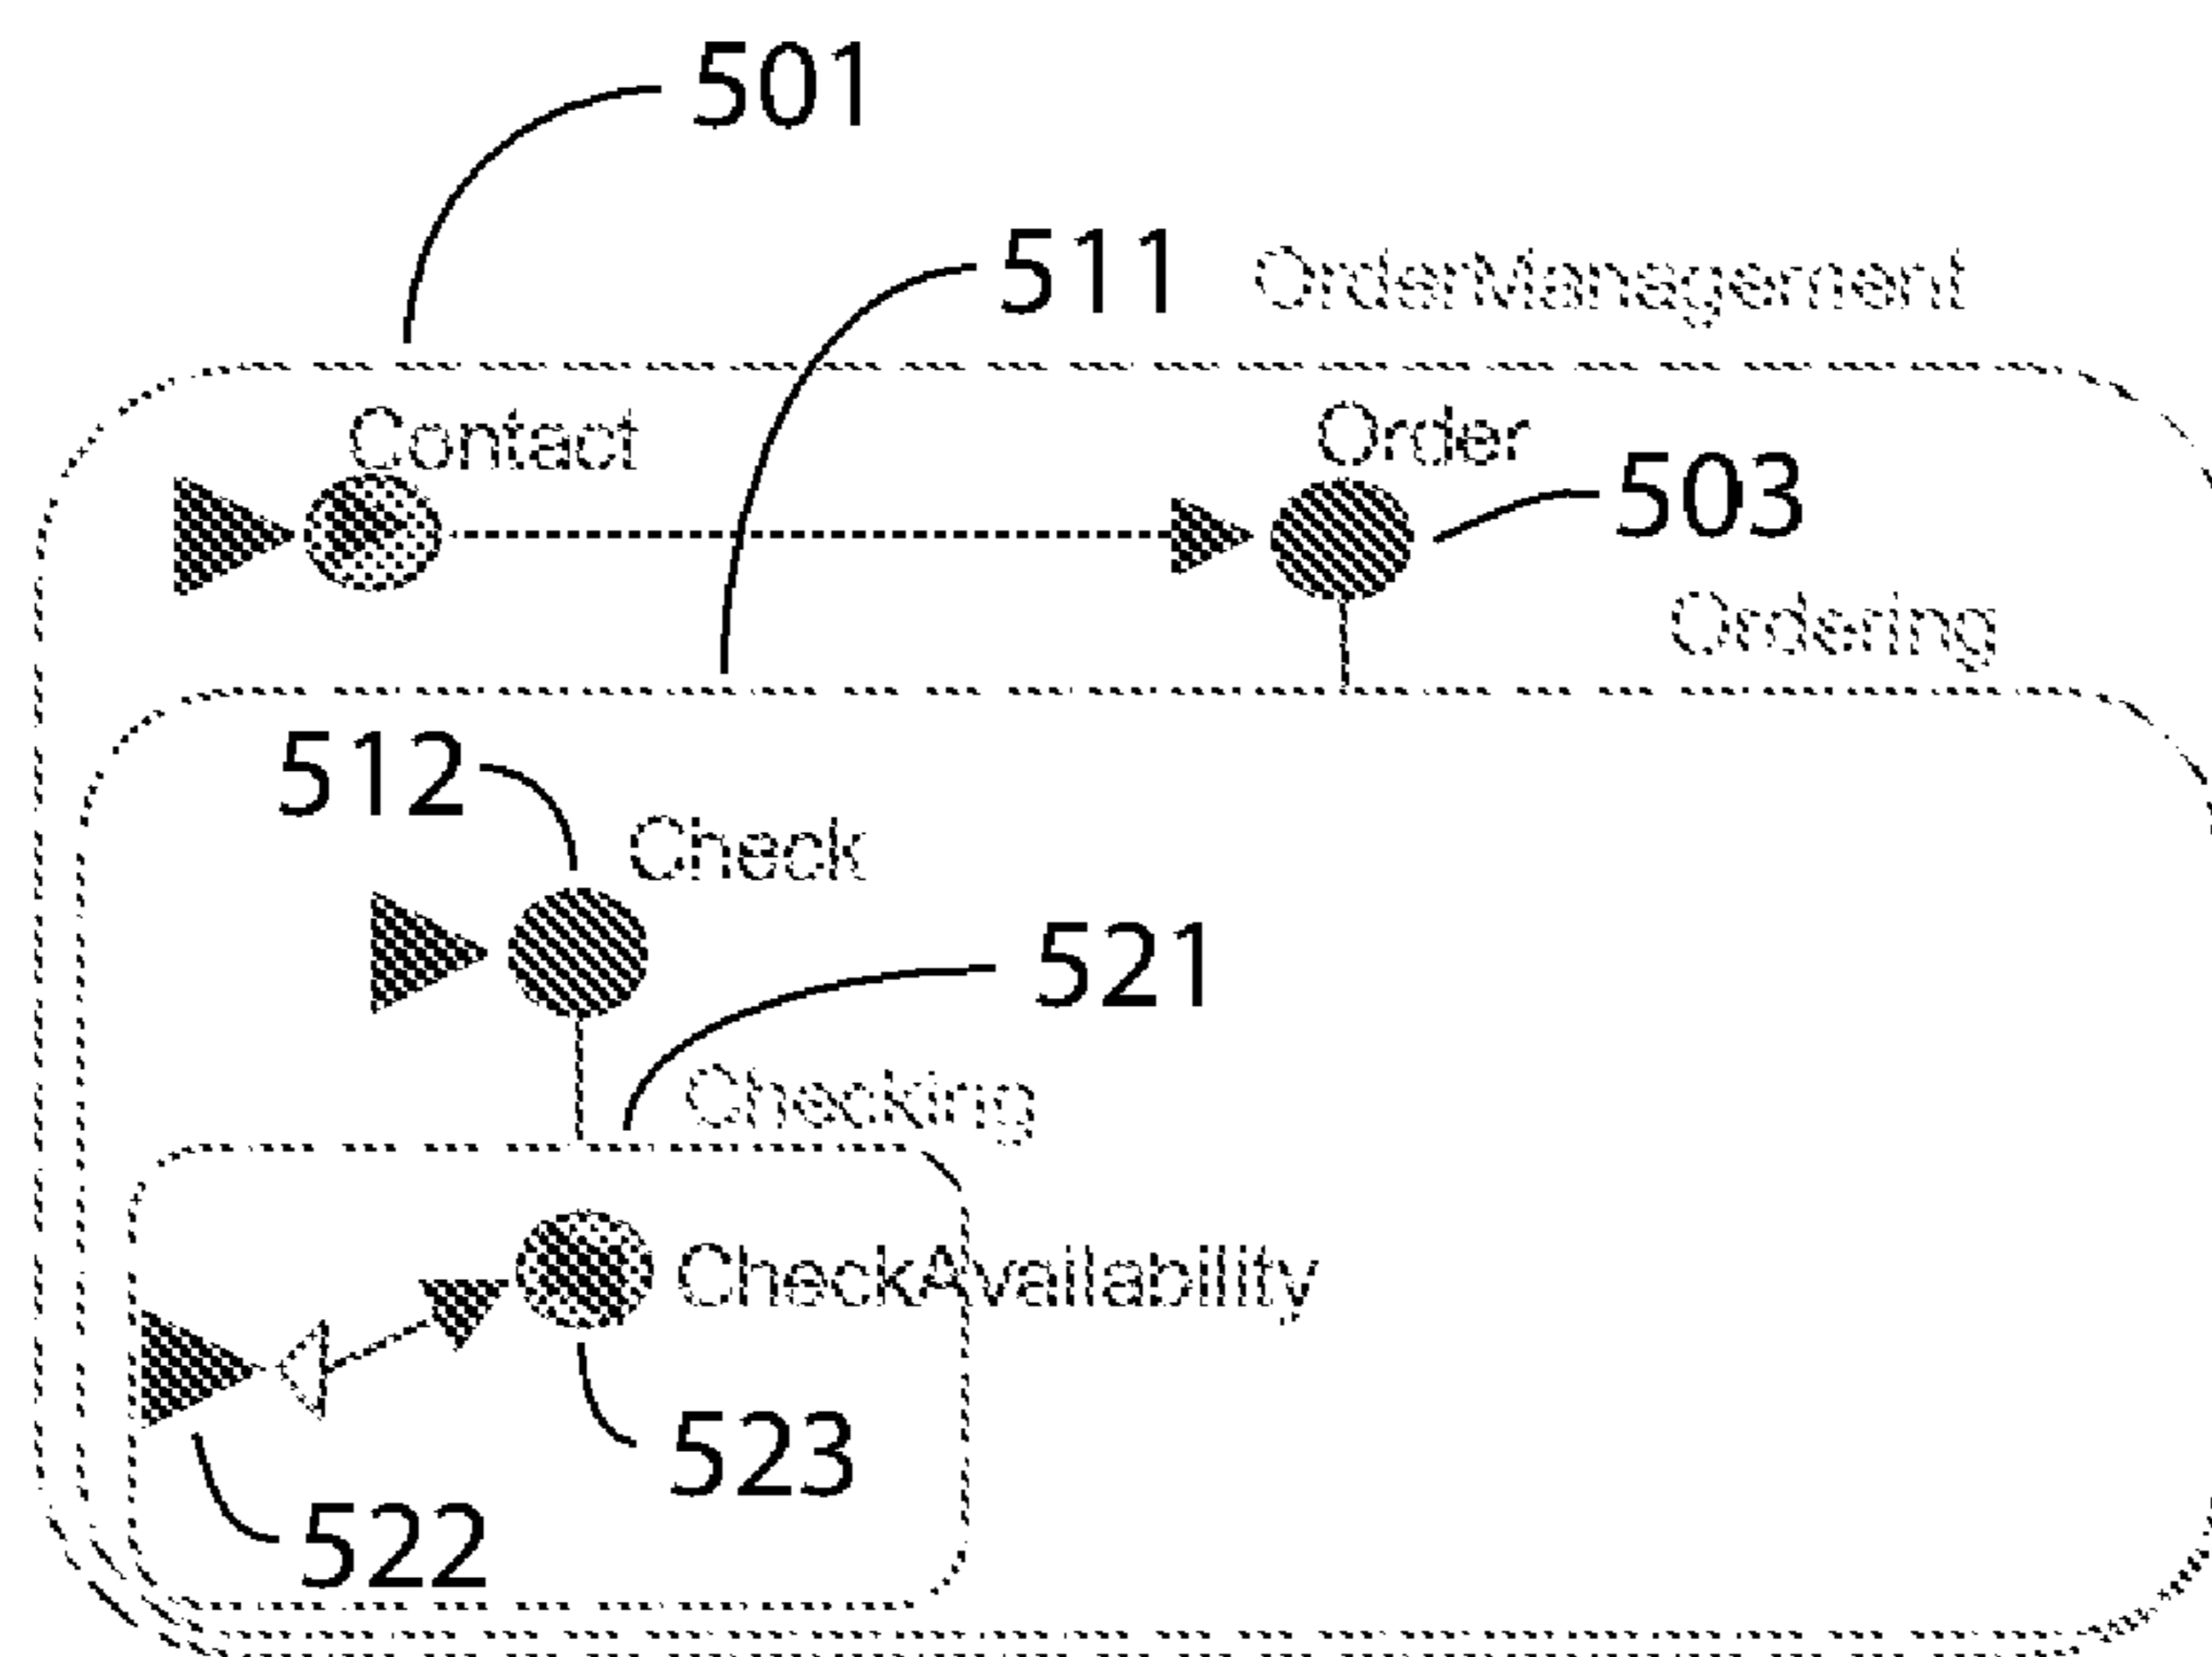 501
511 OrderManagement
Contact
Order
503
Ordering
512
Check
521
Checking
CheckAvailability
523
522